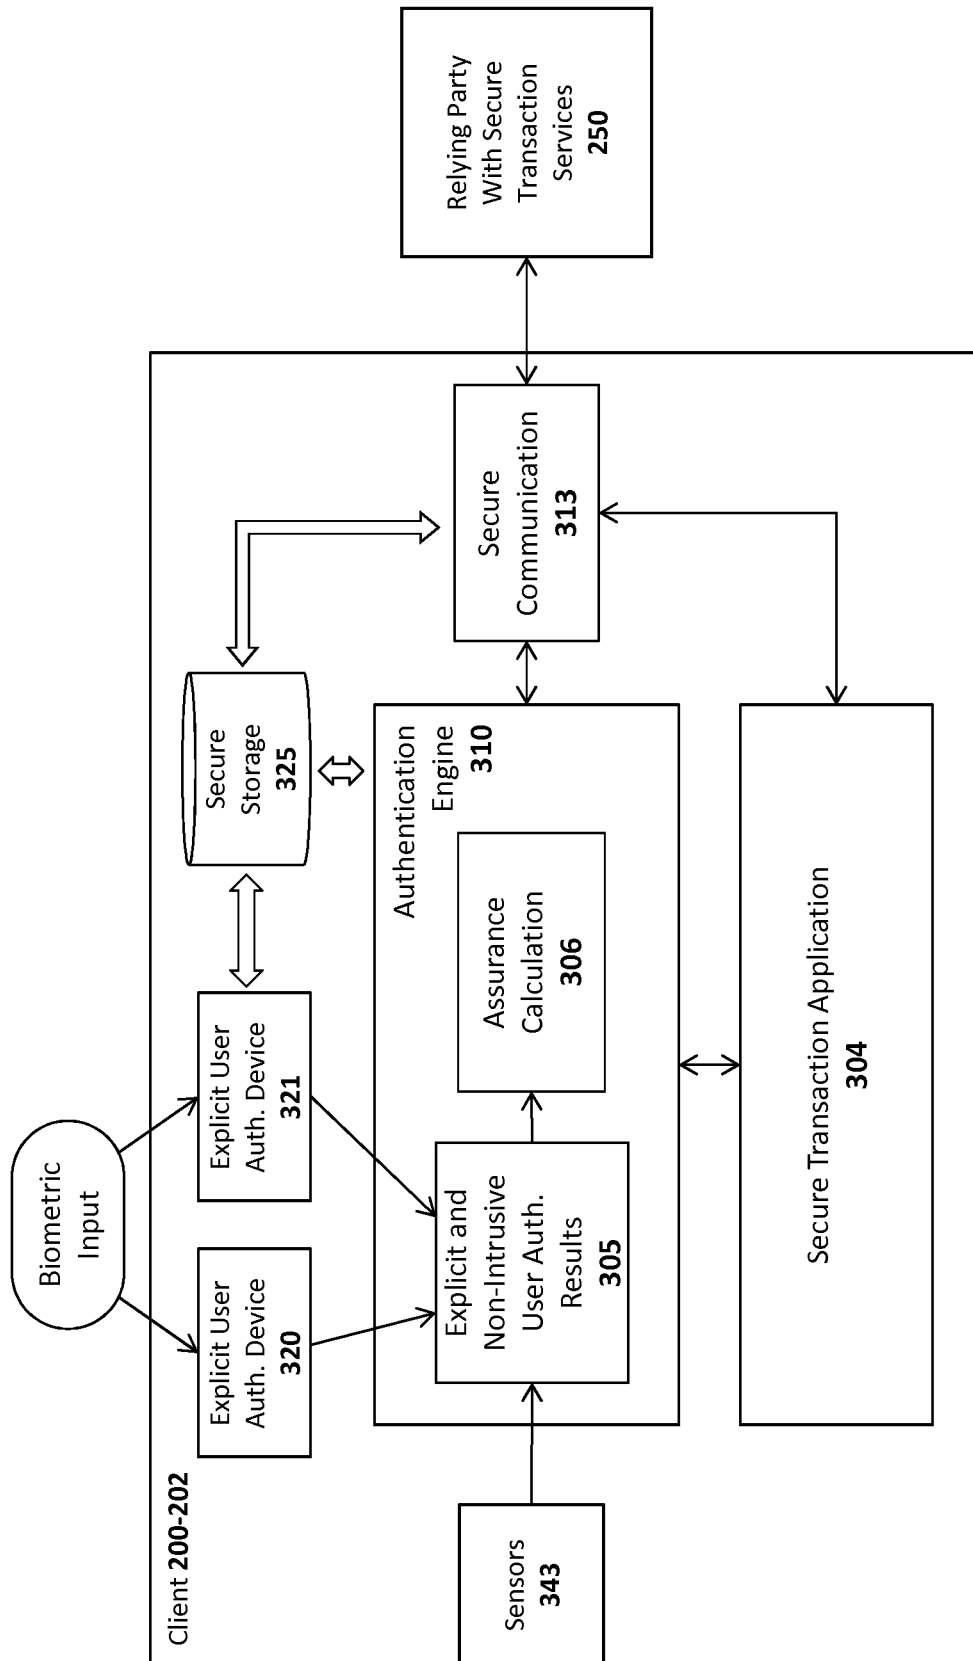 Biometric
Input
Client 200-202
Explicit User
Auth. Device
320
Explicit User
Auth. Device
321
Secure
Storage
325
Sensors
343
Authentication
Engine
310
Explicit and
Non-Intrusive
User Auth.
Results
305
Assurance
Calculation
306
Secure
Communication
313
Relying Party
With Secure
Transaction
Services
250
Secure Transaction Application
304